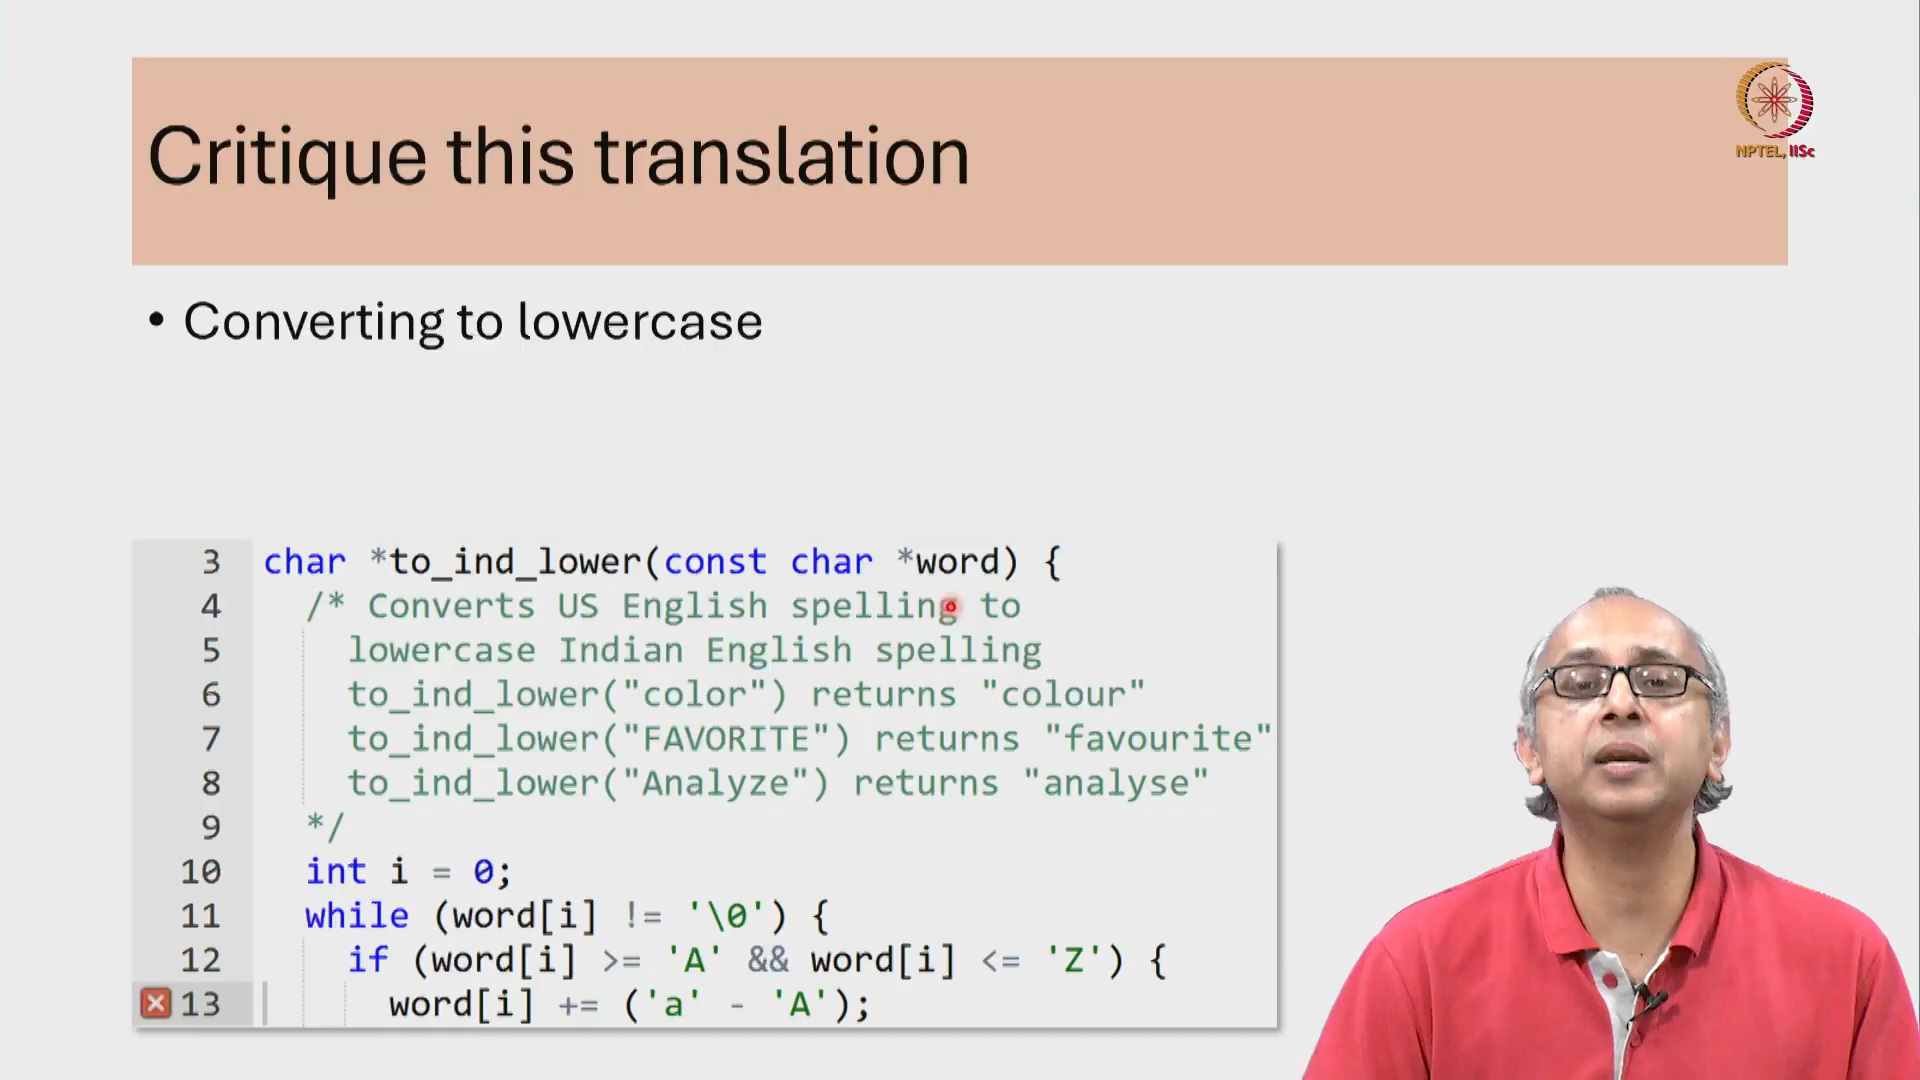 Critique this translation
NPTEL, IISc
• Converting to lowercase
3 char *to_ind_lower(const char *word) {
4 /* Converts US English spelling to
5 lowercase Indian English spelling
6 to_ind_lower("color") returns "colour"
7 to_ind_lower("FAVORITE") returns "favourite"
8 to_ind_lower("Analyze") returns "analyse"
9 */
10 int i = 0;
11 while (word[i] != '\0') {
12 if (word[i] >= 'A' && word[i] <= 'Z') {
13 word[i] += ('a' - 'A');